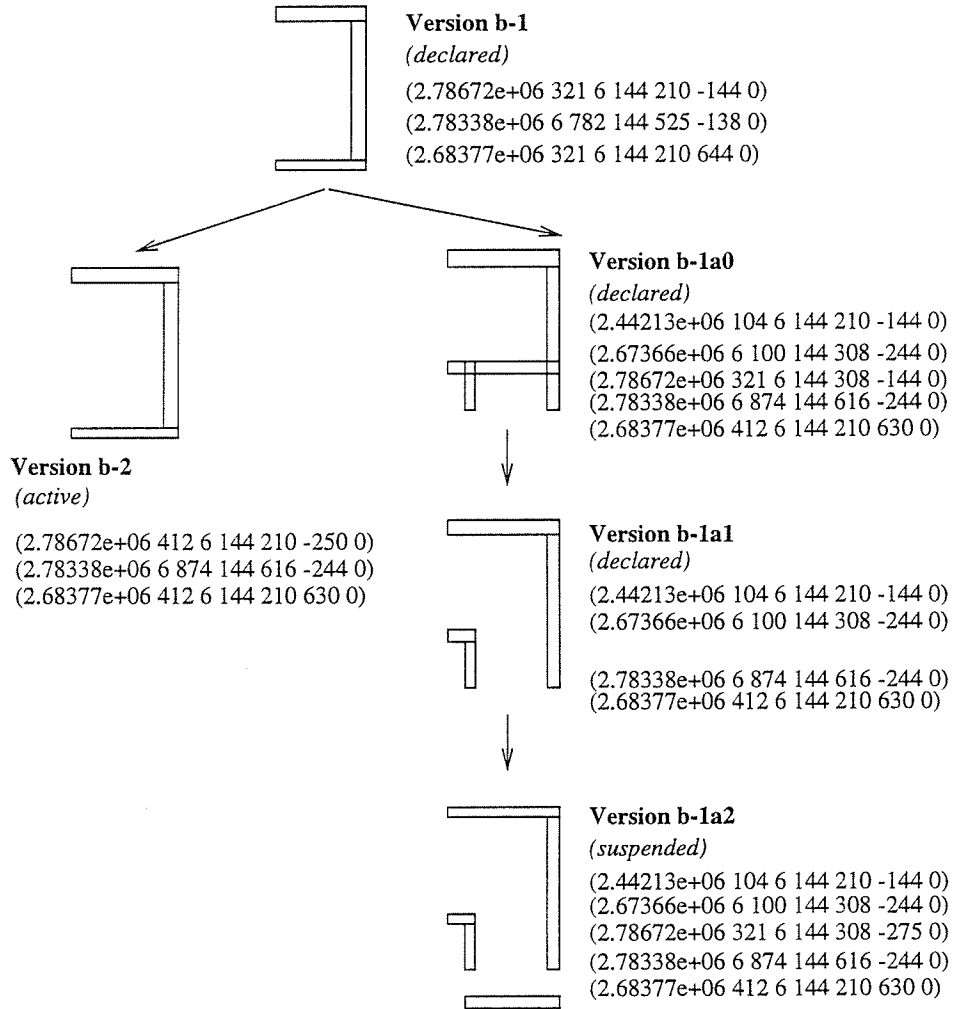 Version b-1
(declared)
(2.78672e+06 321 6 144 210 -144 0)
(2.78338e+06 6 782 144 525 -138 0)
(2.68377e+06 321 6 144 210 644 0)
Version b-2
(active)
(2.78672e+06 412 6 144 210 -250 0)
(2.78338e+06 6 874 144 616 -244 0)
(2.68377e+06 412 6 144 210 630 0)
Version b-1a0
(declared)
(2.44213e+06 104 6 144 210 -144 0)
(2.67366e+06 6 100 144 308 -244 0)
(2.78672e+06 321 6 144 308 -144 0)
(2.78338e+06 6 874 144 616 -244 0)
(2.68377e+06 412 6 144 210 630 0)
Version b-1a1
(declared)
(2.44213e+06 104 6 144 210 -144 0)
(2.67366e+06 6 100 144 308 -244 0)
(2.78338e+06 6 874 144 616 -244 0)
(2.68377e+06 412 6 144 210 630 0)
Version b-1a2
(suspended)
(2.44213e+06 104 6 144 210 -144 0)
(2.67366e+06 6 100 144 308 -244 0)
(2.78672e+06 321 6 144 308 -275 0)
(2.78338e+06 6 874 144 616 -244 0)
(2.68377e+06 412 6 144 210 630 0)